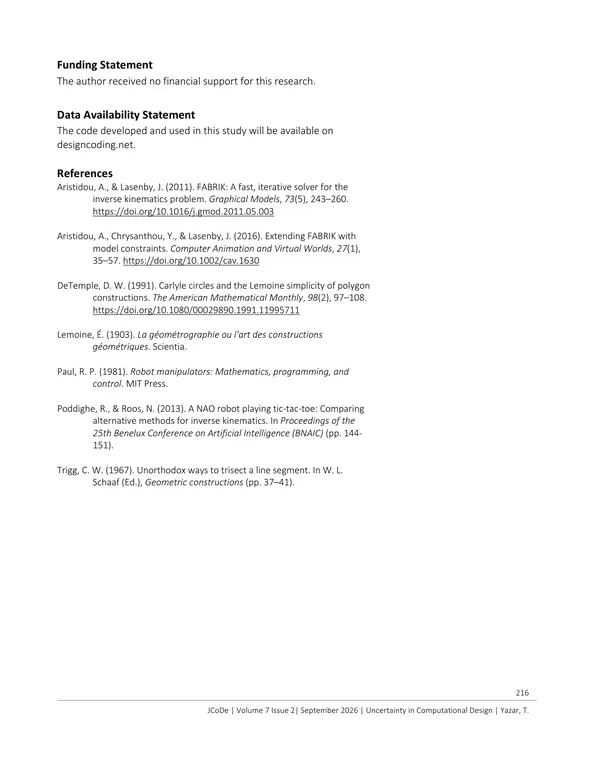 Funding Statement
The author received no financial support for this research.
Data Availability Statement
The code developed and used in this study will be available on
designcoding.net.
References
Aristidou, A., & Lasenby, J. (2011). FABRIK: A fast, iterative solver for the
inverse kinematics problem. Graphical Models, 73(5), 243–260.
https://doi.org/10.1016/j.gmod.2011.05.003
Aristidou, A., Chrysanthou, Y., & Lasenby, J. (2016). Extending FABRIK with
model constraints. Computer Animation and Virtual Worlds, 27(1),
35–57. https://doi.org/10.1002/cav.1630
DeTemple, D. W. (1991). Carlyle circles and the Lemoine simplicity of polygon
constructions. The American Mathematical Monthly, 98(2), 97–108.
https://doi.org/10.1080/00029890.1991.11995711
Lemoine, É. (1903). La géométrographie ou l'art des constructions
géométriques. Scientia.
Paul, R. P. (1981). Robot manipulators: Mathematics, programming, and
control. MIT Press.
Poddighe, R., & Roos, N. (2013). A NAO robot playing tic-tac-toe: Comparing
alternative methods for inverse kinematics. In Proceedings of the
25th Benelux Conference on Artificial Intelligence (BNAIC) (pp. 144-
151).
Trigg, C. W. (1967). Unorthodox ways to trisect a line segment. In W. L.
Schaaf (Ed.), Geometric constructions (pp. 37–41).
216
JCoDe | Volume 7 Issue 2| September 2026 | Uncertainty in Computational Design | Yazar, T.